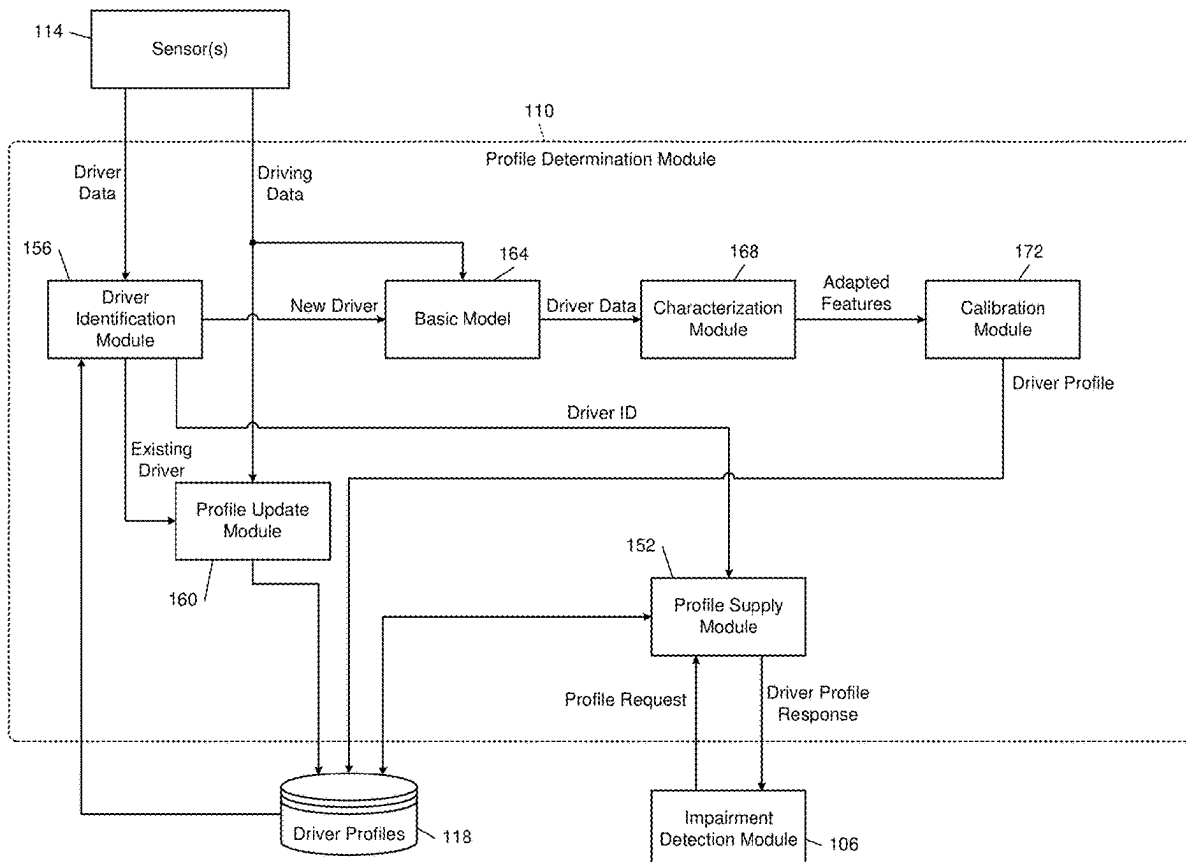 114
Sensor(s)
110
Profile Determination Module
Driver
Data
Driving
Data
156
Driver
Identification
Module
New Driver
164
Basic Model
Driver Data
168
Characterization
Module
Adapted
Features
172
Calibration
Module
Driver Profile
Driver ID
Existing
Driver
Profile Update
Module
160
152
Profile Supply
Module
Profile Request
Driver Profile
Response
Driver Profiles
118
Impairment
Detection Module
106